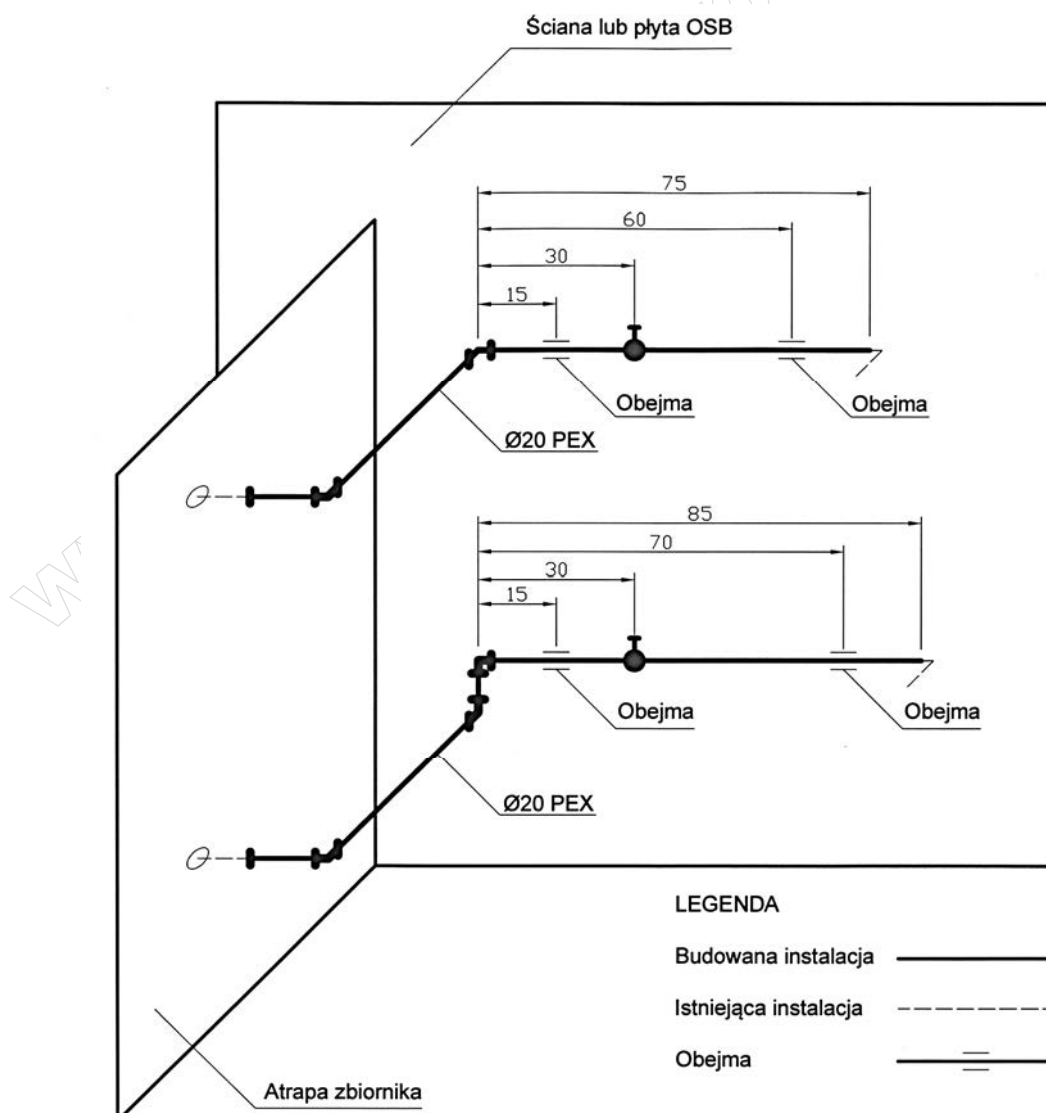 Ściana lub płyta OSB
75
60
30
15
Obejma
Obejma
Ø20 PEX
85
70
30
15
Obejma
Obejma
Ø20 PEX
LEGENDA
Budowana instalacja
Istniejąca instalacja
Obejma
Atrapa zbiornika